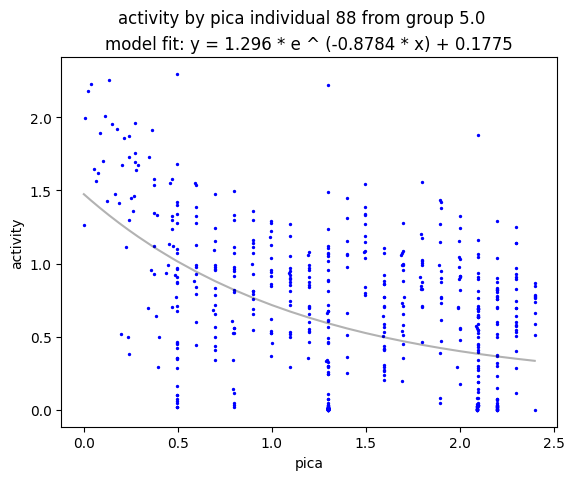 activity by pica individual 88 from group 5.0
model fit: y = 1.296 * e ^ (-0.8784 * x) + 0.1775
activity
2.0
1.5
1.0
0.5
0.0
0.0 0.5 1.0 1.5 2.0 2.5
pica